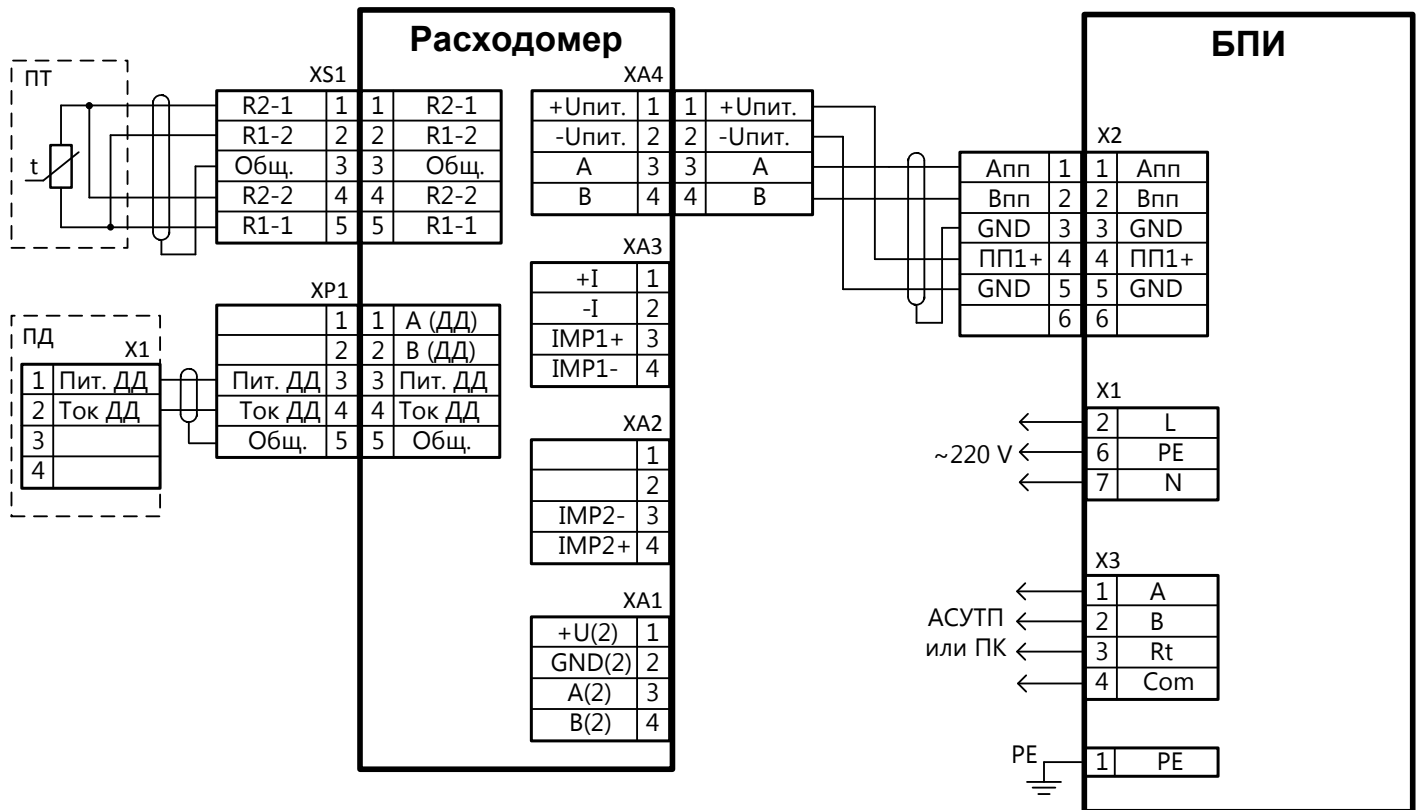 Расходомер
БПИ
ПТ
t
XS1
R2-1 1 1 R2-1
R1-2 2 2 R1-2
Общ. 3 3 Общ.
R2-2 4 4 R2-2
R1-1 5 5 R1-1
XP1
1 1 А (ДД)
2 2 В (ДД)
Пит. ДД 3 3 Пит. ДД
Ток ДД 4 4 Ток ДД
Общ. 5 5 Общ.
ПД
X1
1 Пит. ДД
2 Ток ДД
3
4
XA4
+Uпит. 1 1 +Uпит.
-Uпит. 2 2 -Uпит.
A 3 3 A
B 4 4 B
XA3
+I 1
-I 2
IMP1+ 3
IMP1- 4
XA2
1
2
IMP2- 3
IMP2+ 4
XA1
+U(2) 1
GND(2) 2
A(2) 3
B(2) 4
X2
Апп 1 1 Апп
Впп 2 2 Впп
GND 3 3 GND
ПП1+ 4 4 ПП1+
GND 5 5 GND
6 6
X1
~220 V
2 L
6 PE
7 N
X3
АСУТП
или ПК
1 A
2 B
3 Rt
4 Com
PE
1 PE